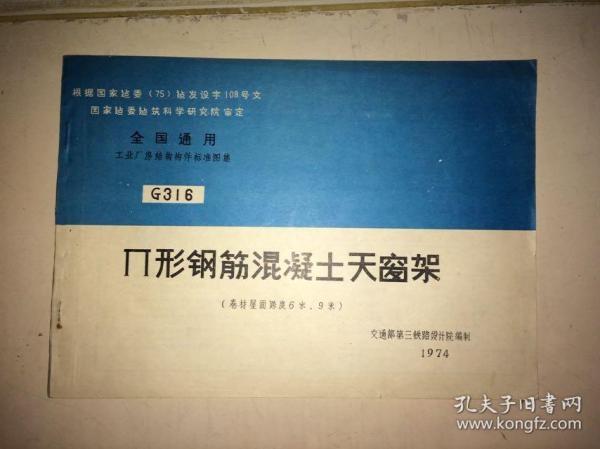 根据国家建委（75）建发设字108号文
国家建委建筑科学研究院审定
全国通用
工业厂房结构构件标准图集
G316
冂形钢筋混凝土天窗架
（卷材屋面跨度6米、9米）
交通部第三铁路设计院编制
1974
孔夫子旧书网
www.kongfz.com